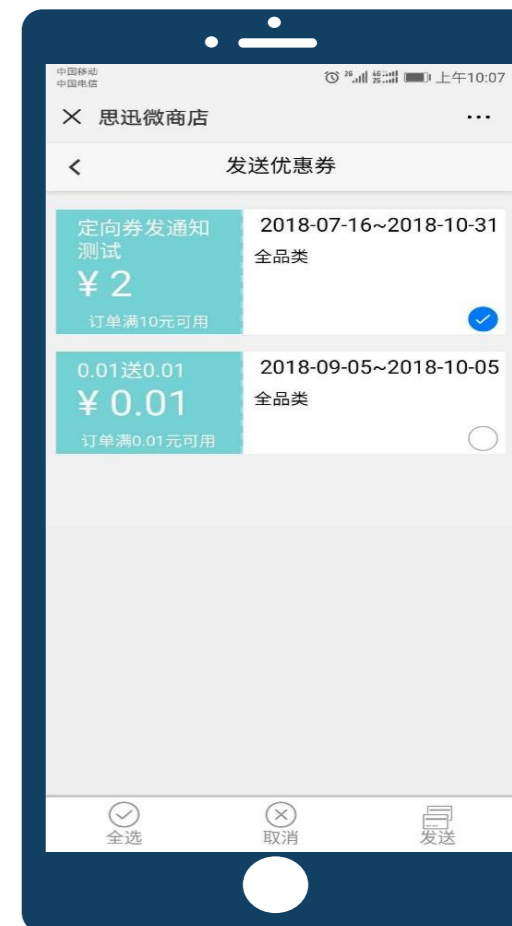 中国移动
中国电信
2G 4G 2G 上午10:07
思迅微商店
发送优惠券
定向券发通知
测试
¥ 2
订单满10元可用
2018-07-16~2018-10-31
全品类
0.01送0.01
¥ 0.01
订单满0.01元可用
2018-09-05~2018-10-05
全品类
全选 取消 发送